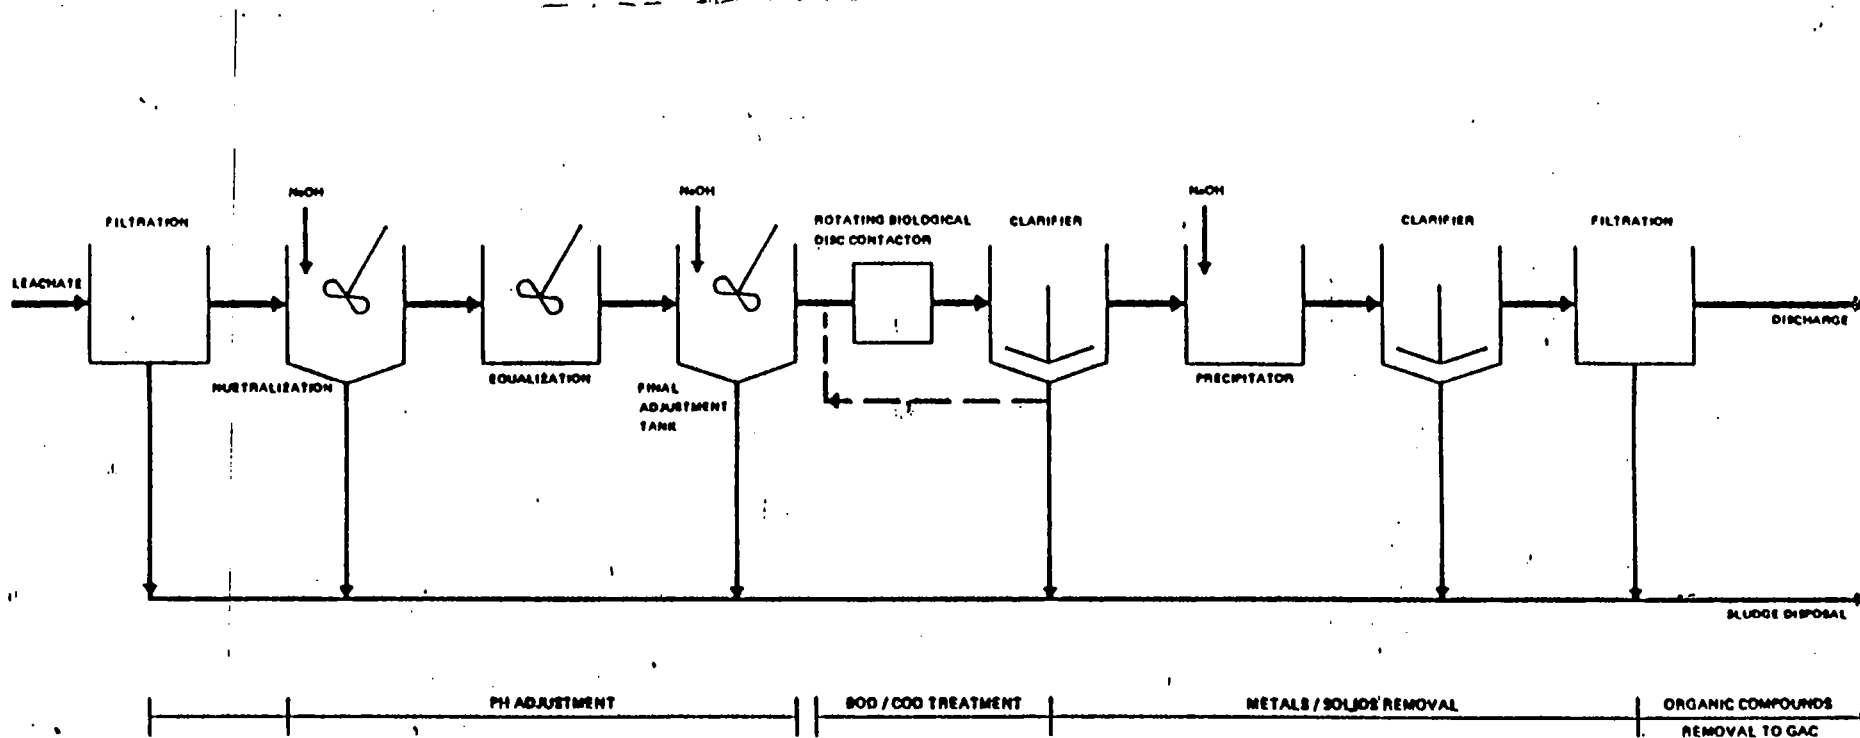 NaOH
NaOH
NaOH
FILTRATION
ROTATING BIOLOGICAL
DISC CONTACTOR
CLARIFIER
CLARIFIER
FILTRATION
LEACHATE
DISCHARGE
NUETRALIZATION
EQUALIZATION
FINAL
ADJUSTMENT
TANK
PRECIPITATOR
SLUDGE DISPOSAL
PH ADJUSTMENT
BOD / COD TREATMENT
METALS / SOLIDS REMOVAL
ORGANIC COMPOUNDS
REMOVAL TO GAC